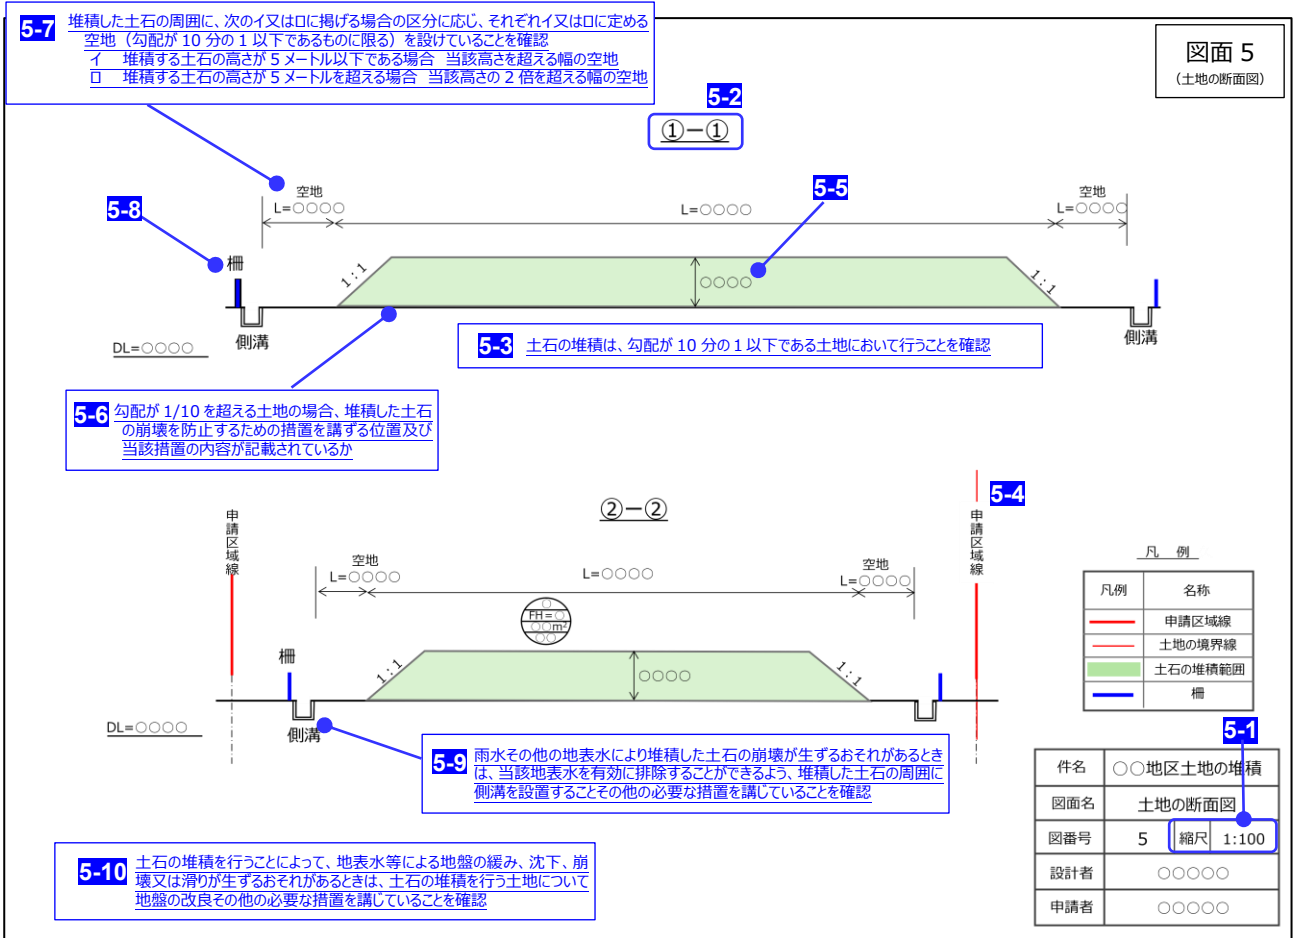 5-7
堆積した土石の周囲に、次のイ又はロに掲げる場合の区分に応じ、それぞれイ又はロに定める
空地（勾配が 10 分の 1 以下であるものに限る）を設けていることを確認
イ　堆積する土石の高さが 5 メートル以下である場合　当該高さを超える幅の空地
ロ　堆積する土石の高さが 5 メートルを超える場合　当該高さの 2 倍を超える幅の空地
図面 5
（土地の断面図）
5-2
①－①
5-8
空地
L=○○○○
L=○○○○
5-5
空地
L=○○○○
柵
1：1
○○○○
1：1
側溝
側溝
DL=○○○○
5-3 土石の堆積は、勾配が 10 分の 1 以下である土地において行うことを確認
5-6
勾配が 1/10 を超える土地の場合、堆積した土石
の崩壊を防止するための措置を講ずる位置及び
当該措置の内容が記載されているか
②－②
5-4
申請区域線
申請区域線
空地
L=○○○○
L=○○○○
空地
L=○○○○
○
FH=○
○○m²
○○
柵
1：1
○○○○
1：1
側溝
DL=○○○○
凡　例
凡例 名称
申請区域線
土地の境界線
土石の堆積範囲
柵
5-9
雨水その他の地表水により堆積した土石の崩壊が生ずるおそれがあるとき
は、当該地表水を有効に排除することができるよう、堆積した土石の周囲に
側溝を設置することその他の必要な措置を講じていることを確認
5-1
件名 ○○地区土地の堆積
図面名 土地の断面図
図番号 5 縮尺 1:100
設計者 ○○○○○
申請者 ○○○○○
5-10
土石の堆積を行うことによって、地表水等による地盤の緩み、沈下、崩
壊又は滑りが生ずるおそれがあるときは、土石の堆積を行う土地について
地盤の改良その他の必要な措置を講じていることを確認